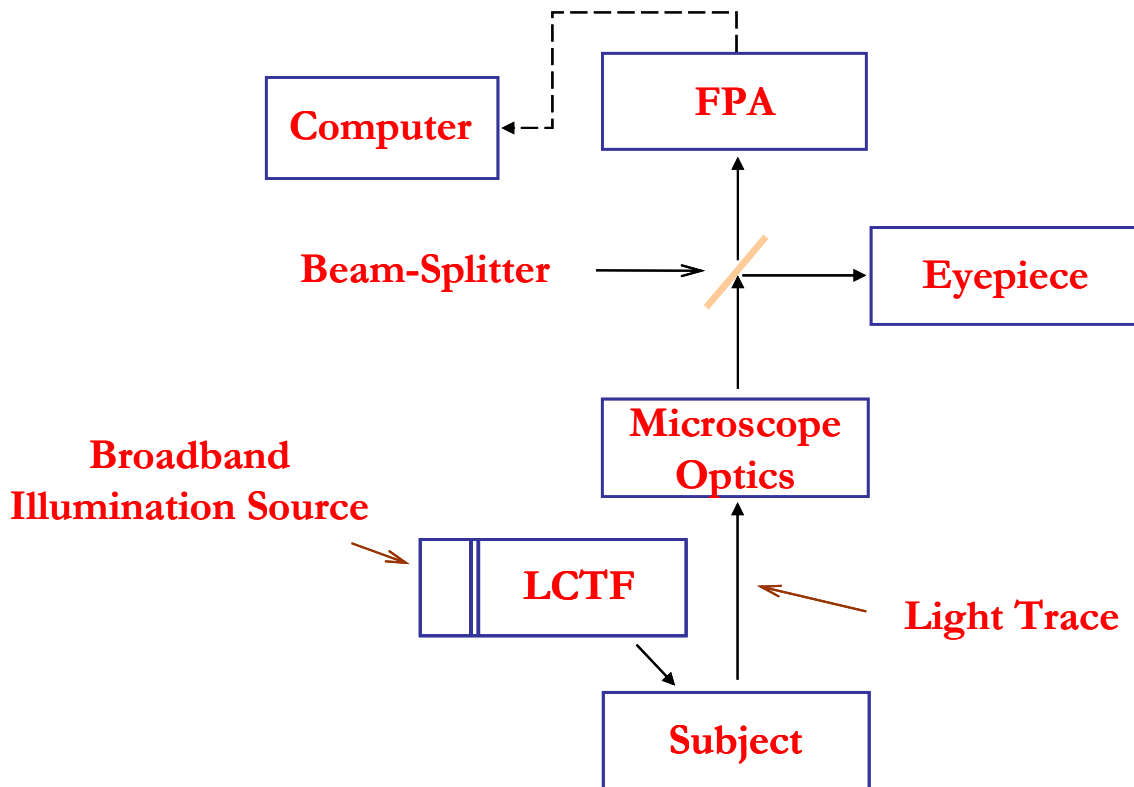 FPA
Computer
Beam-Splitter
Eyepiece
Microscope
Optics
Broadband
Illumination Source
LCTF
Light Trace
Subject